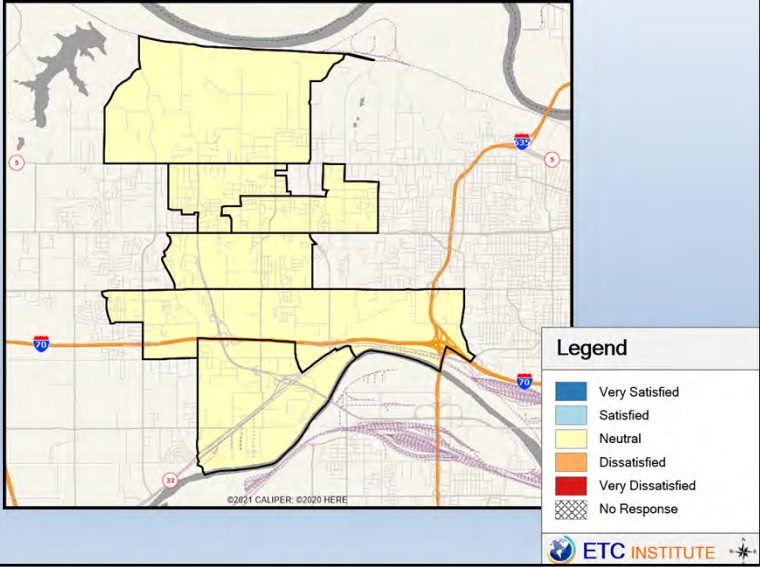 635
5
5
70
70
Legend
Very Satisfied
Satisfied
Neutral
Dissatisfied
Very Dissatisfied
No Response
32
©2021 CALIPER; ©2020 HERE
ETC INSTITUTE